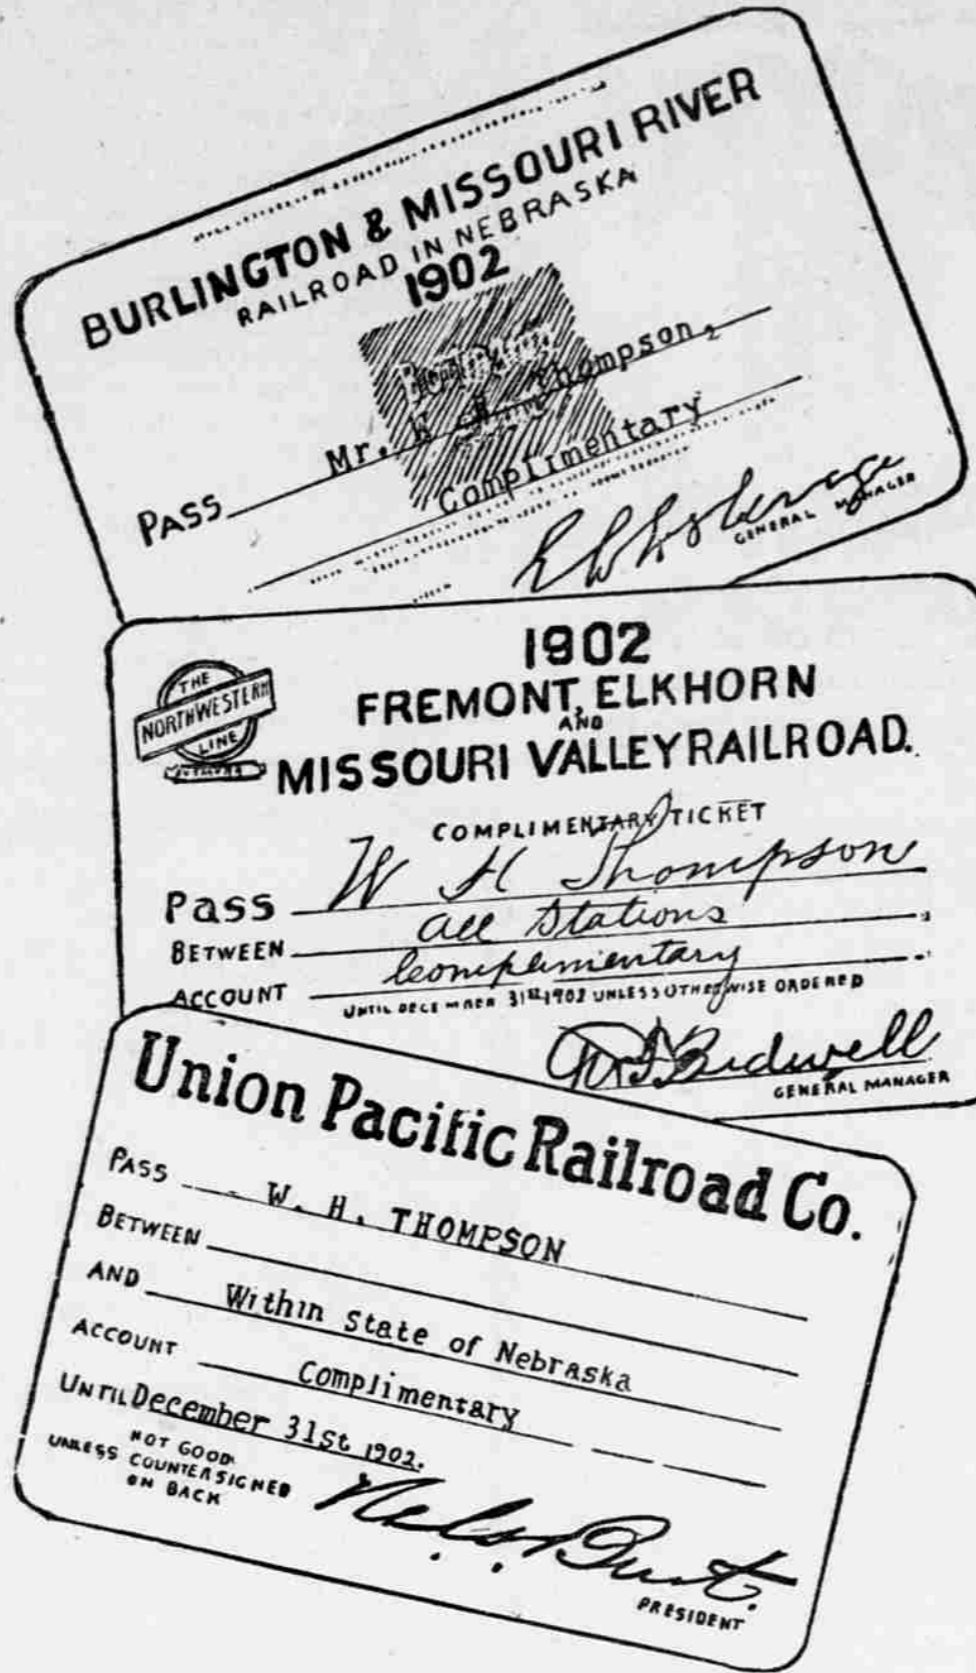 BURLINGTON & MISSOURI RIVER
RAILROAD IN NEBRASKA
1902
PASS Mr. W. H. Thompson,
Complimentary
GENERAL MANAGER
1902
THE
NORTHWESTERN
LINE
FREMONT, ELKHORN
AND
MISSOURI VALLEY RAILROAD.
COMPLIMENTARY TICKET
Pass W H Thompson
BETWEEN all Stations,
ACCOUNT Complimentary.
UNTIL DECEMBER 31ST 1902 UNLESS OTHERWISE ORDERED
Bidwell
GENERAL MANAGER
Union Pacific Railroad Co.
PASS W. H. THOMPSON
BETWEEN
AND Within State of Nebraska
ACCOUNT Complimentary
UNTIL December 31st 1902.
NOT GOOD
UNLESS COUNTERSIGNED
ON BACK
Burt.
PRESIDENT